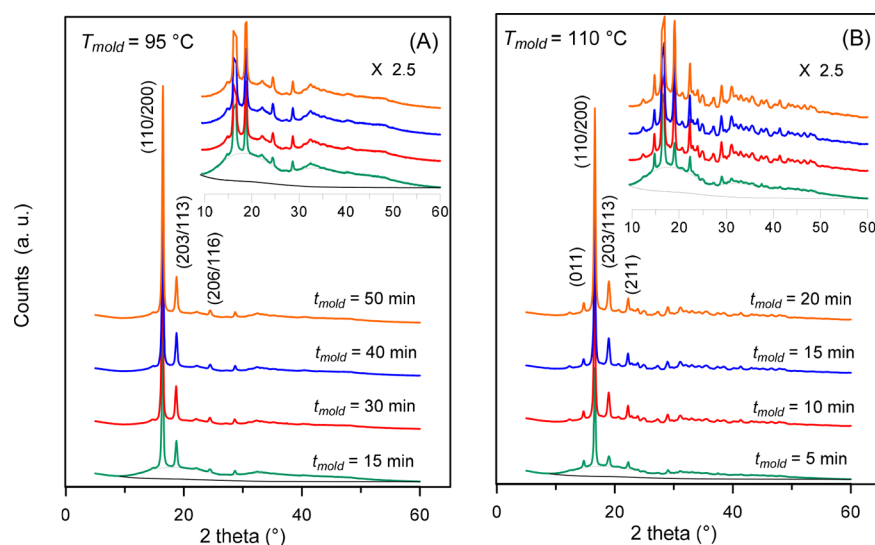 T_mold = 95 °C
(A)
X 2.5
(110/200)
(203/113)
(206/116)
10 20 30 40 50 60
t_mold = 50 min
t_mold = 40 min
t_mold = 30 min
t_mold = 15 min
0 20 40 60
2 theta (°)
Counts (a. u.)
T_mold = 110 °C
(B)
X 2.5
(110/200)
(011)
(203/113)
(211)
10 20 30 40 50 60
t_mold = 20 min
t_mold = 15 min
t_mold = 10 min
t_mold = 5 min
0 20 40 60
2 theta (°)